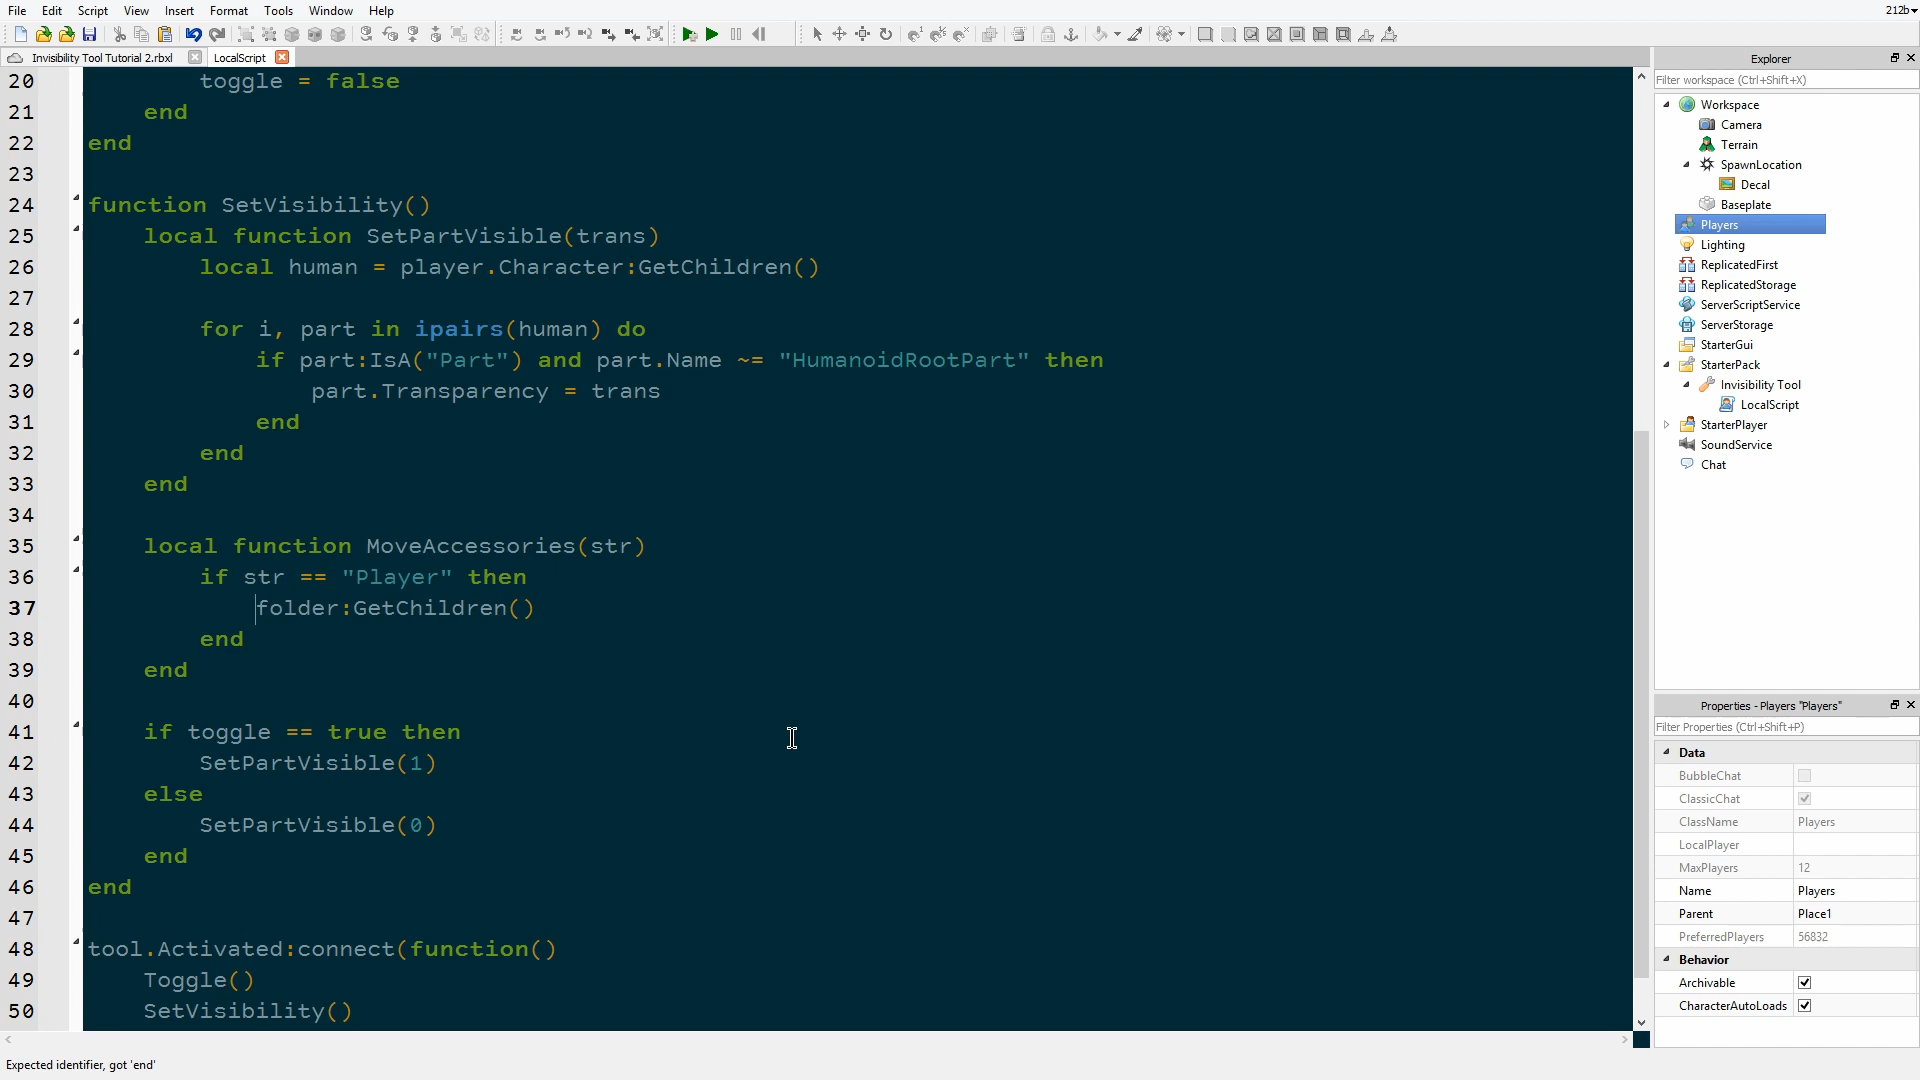 File Edit Script View Insert Format Tools Window Help 212b
Invisibility Tool Tutorial 2.rbxl LocalScript
20 toggle = false
21 end
22 end
23
24 function SetVisibility()
25 local function SetPartVisible(trans)
26 local human = player.Character:GetChildren()
27
28 for i, part in ipairs(human) do
29 if part:IsA("Part") and part.Name ~= "HumanoidRootPart" then
30 part.Transparency = trans
31 end
32 end
33 end
34
35 local function MoveAccessories(str)
36 if str == "Player" then
37 folder:GetChildren()
38 end
39 end
40
41 if toggle == true then
42 SetPartVisible(1)
43 else
44 SetPartVisible(0)
45 end
46 end
47
48 tool.Activated:connect(function()
49 Toggle()
50 SetVisibility()
Expected identifier, got 'end'
Explorer
Filter workspace (Ctrl+Shift+X)
Workspace
Camera
Terrain
SpawnLocation
Decal
Baseplate
Players
Lighting
ReplicatedFirst
ReplicatedStorage
ServerScriptService
ServerStorage
StarterGui
StarterPack
Invisibility Tool
LocalScript
StarterPlayer
SoundService
Chat
Properties - Players "Players"
Filter Properties (Ctrl+Shift+P)
Data
BubbleChat
ClassicChat
ClassName Players
LocalPlayer
MaxPlayers 12
Name Players
Parent Place1
PreferredPlayers 56832
Behavior
Archivable
CharacterAutoLoads